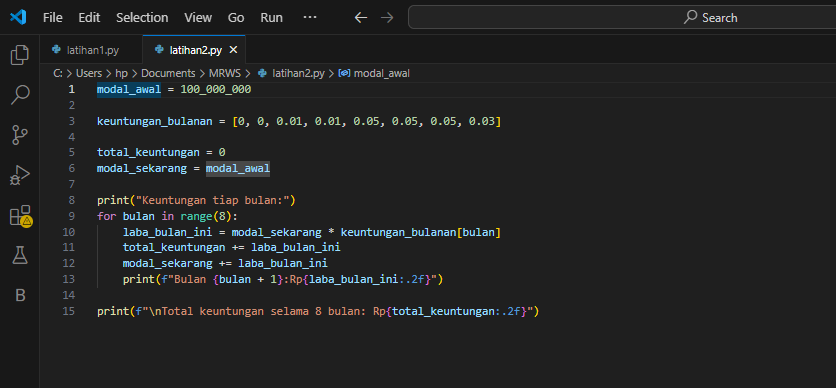 File Edit Selection View Go Run ··· ← → Search
latihan1.py latihan2.py ×
C: > Users > hp > Documents > MRWS > latihan2.py > modal_awal
1 modal_awal = 100_000_000
2
3 keuntungan_bulanan = [0, 0, 0.01, 0.01, 0.05, 0.05, 0.05, 0.03]
4
5 total_keuntungan = 0
6 modal_sekarang = modal_awal
7
8 print("Keuntungan tiap bulan:")
9 for bulan in range(8):
10     laba_bulan_ini = modal_sekarang * keuntungan_bulanan[bulan]
11     total_keuntungan += laba_bulan_ini
12     modal_sekarang += laba_bulan_ini
13     print(f"Bulan {bulan + 1}:Rp{laba_bulan_ini:.2f}")
14
15 print(f"\nTotal keuntungan selama 8 bulan: Rp{total_keuntungan:.2f}")
B